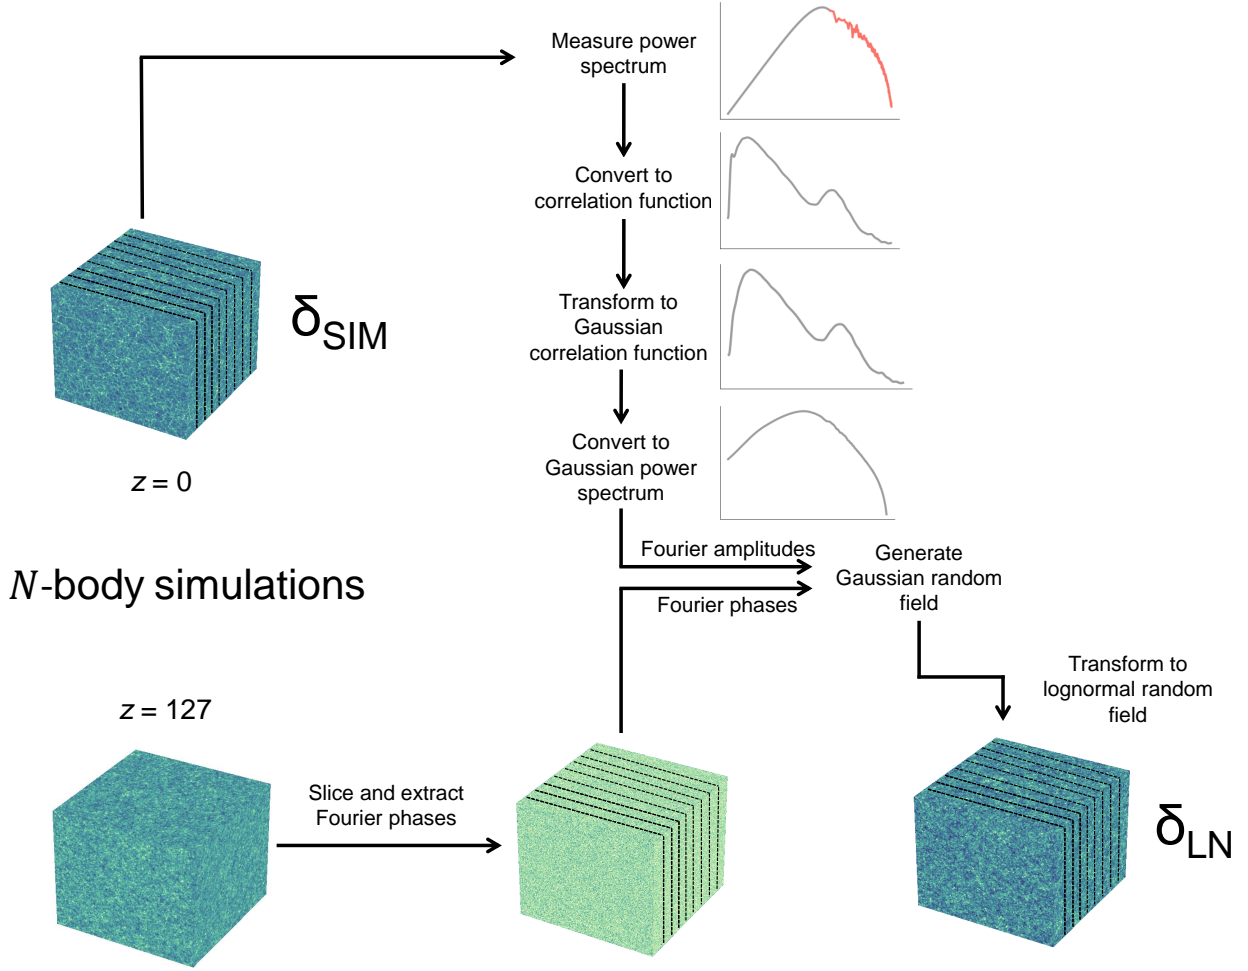 Measure power
spectrum
Convert to
correlation function
δSIM
Transform to
Gaussian
correlation function
z = 0
Convert to
Gaussian power
spectrum
Fourier amplitudes
Generate
Gaussian random
field
N-body simulations
Fourier phases
Transform to
lognormal random
field
z = 127
Slice and extract
Fourier phases
δLN